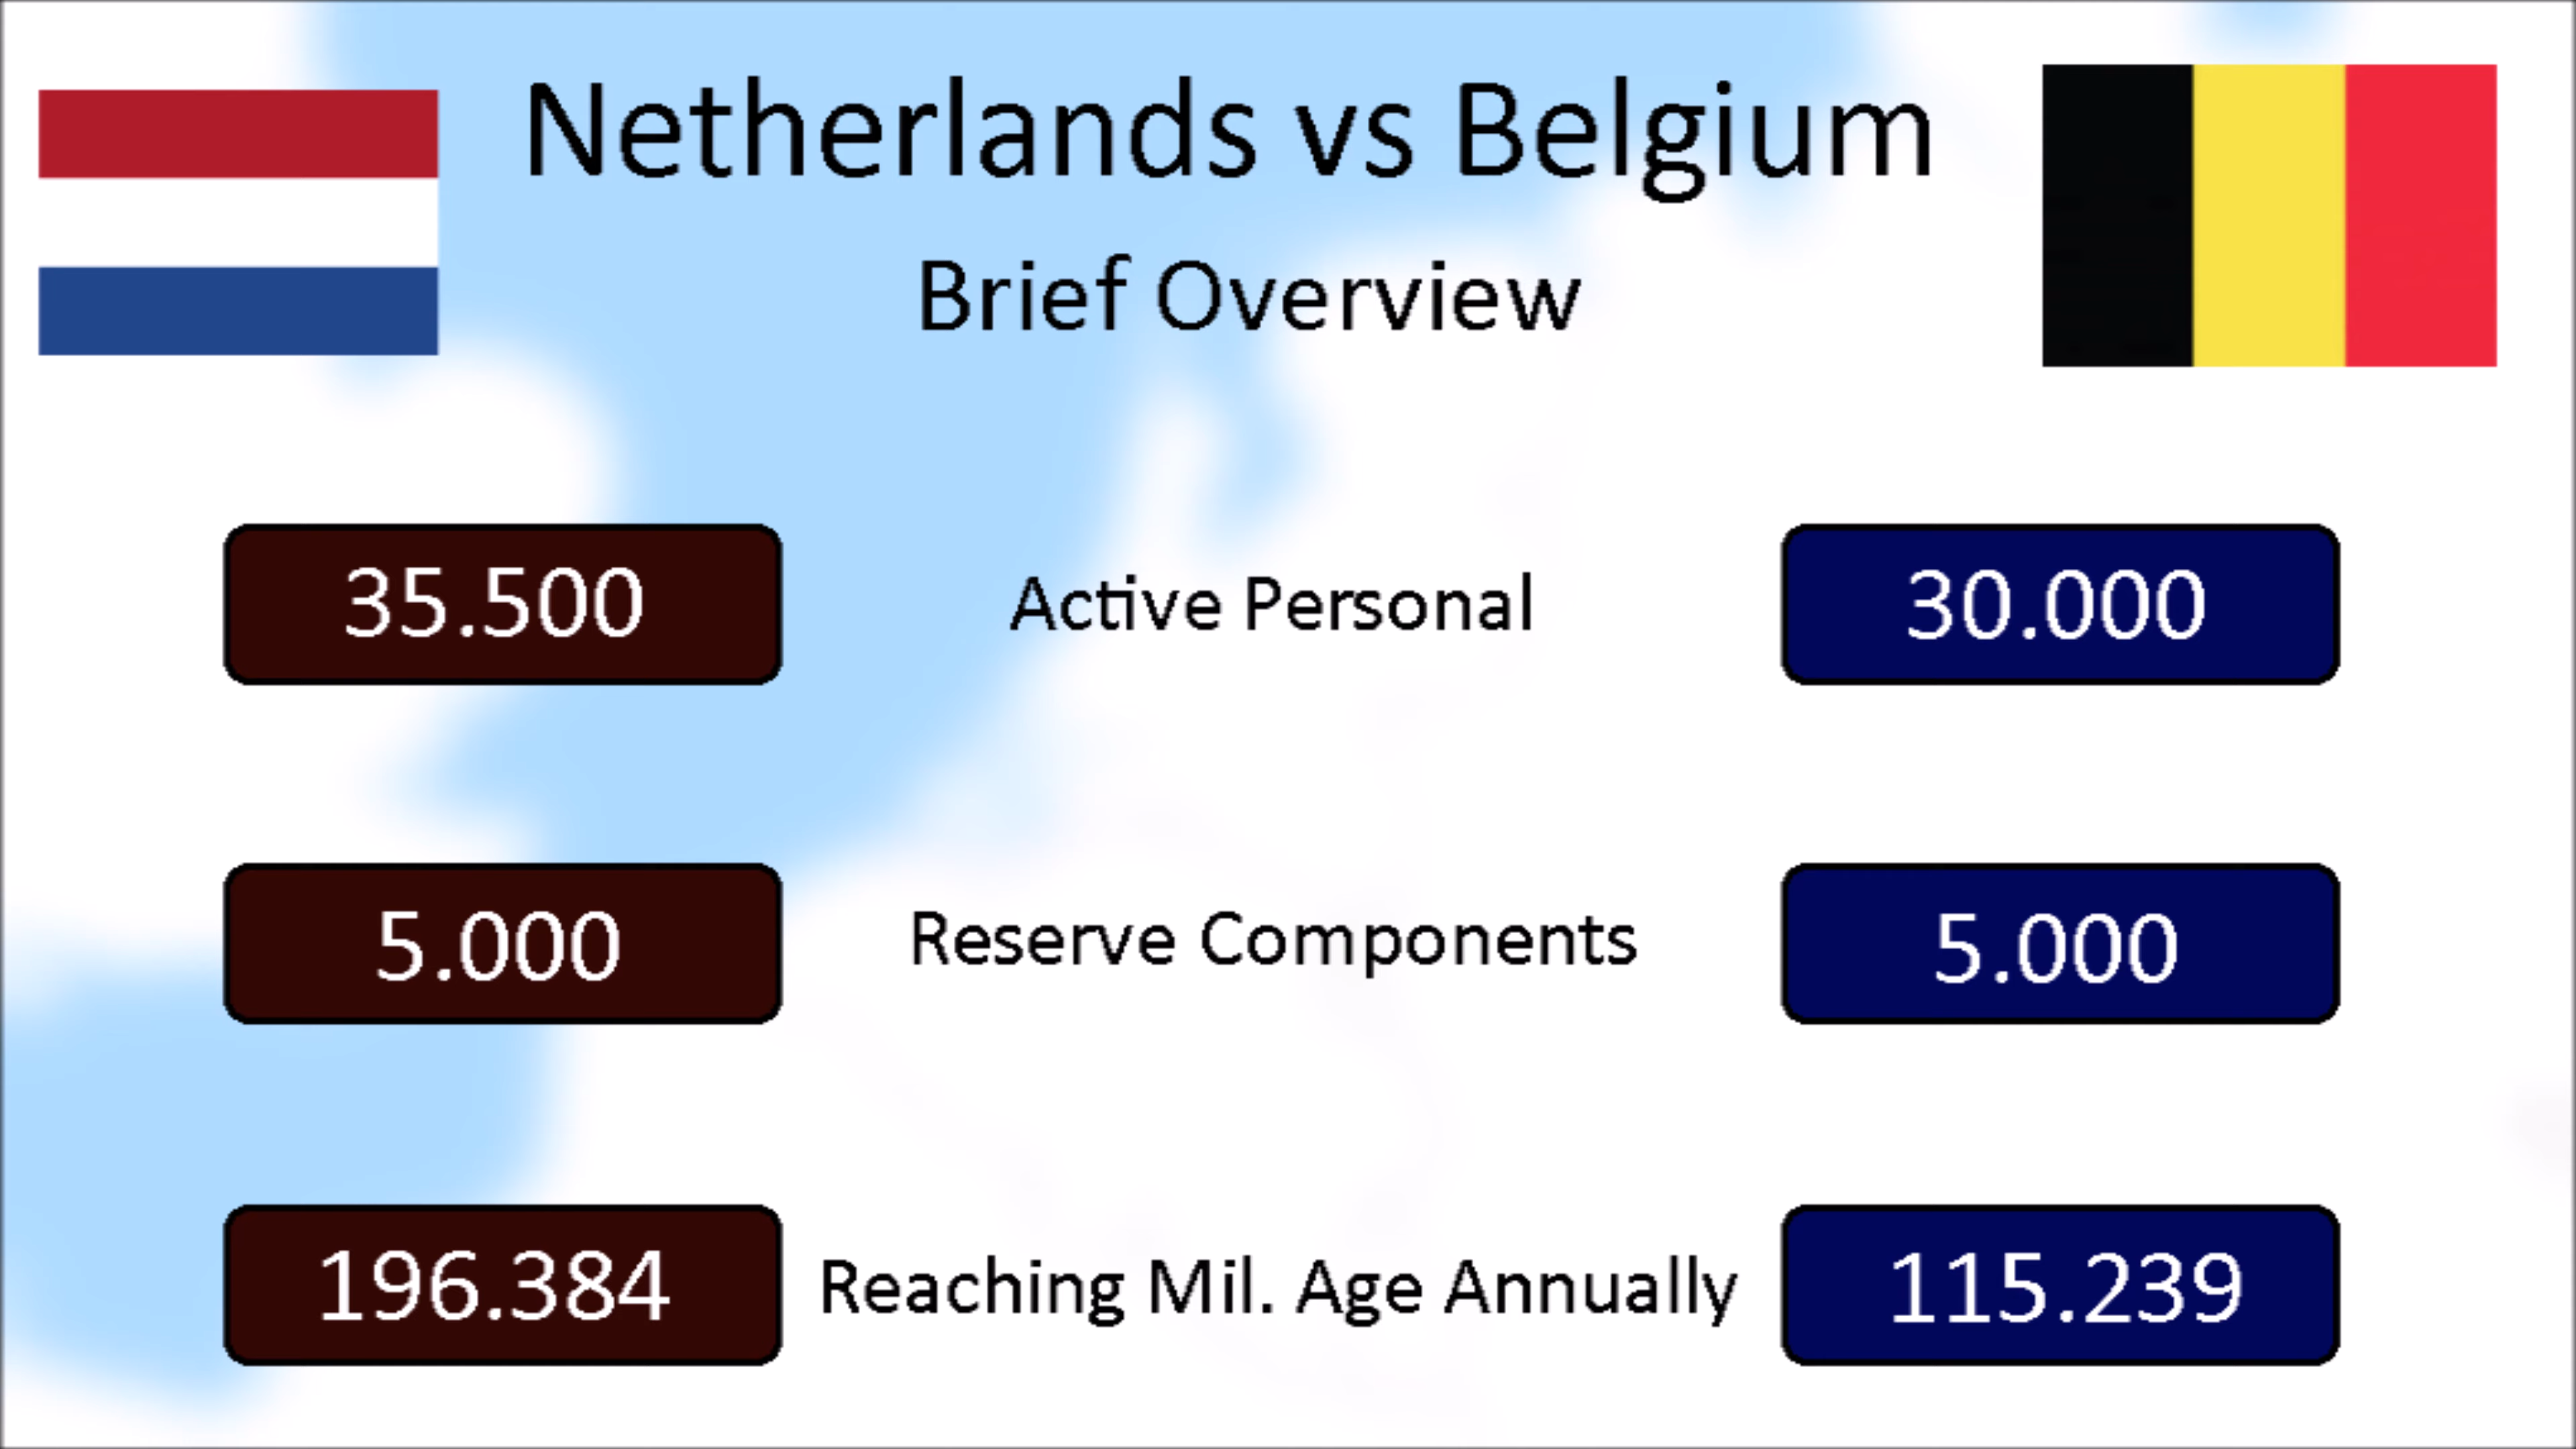 Netherlands vs Belgium
Brief Overview
35.500 Active Personal 30.000
5.000 Reserve Components 5.000
196.384 Reaching Mil. Age Annually 115.239